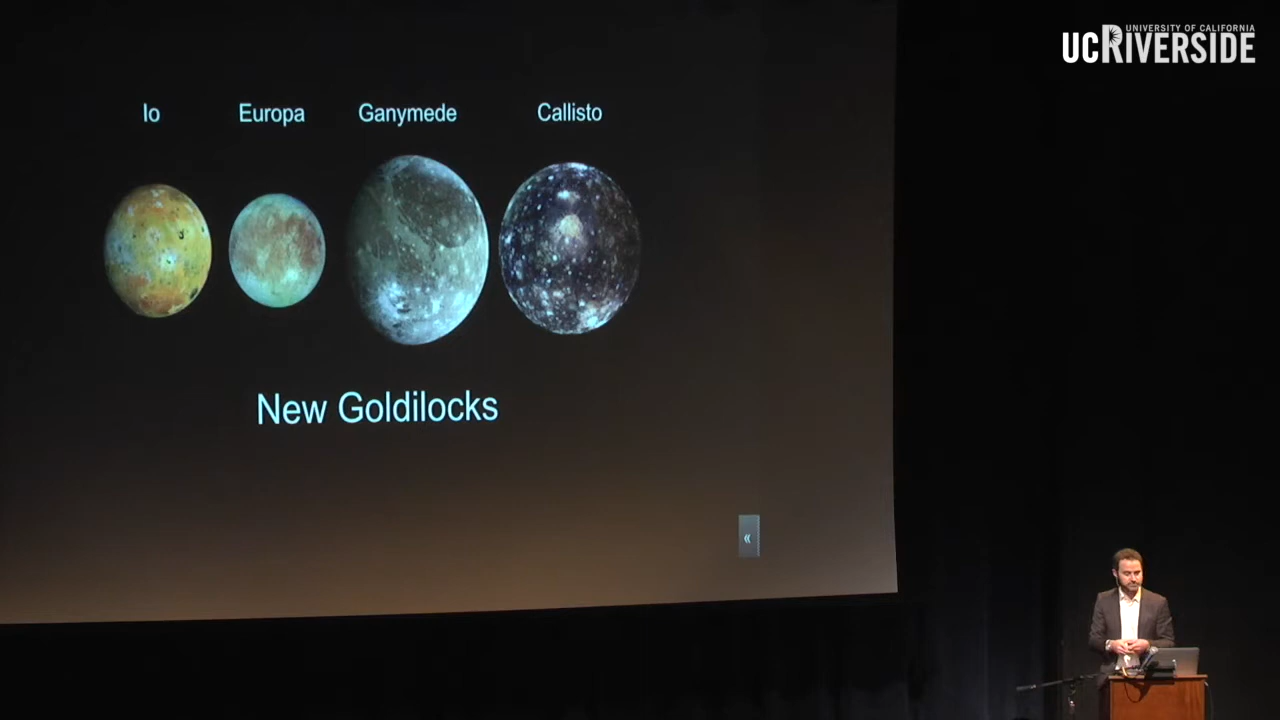 UNIVERSITY OF CALIFORNIA
UCRIVERSIDE
Io Europa Ganymede Callisto
New Goldilocks
«